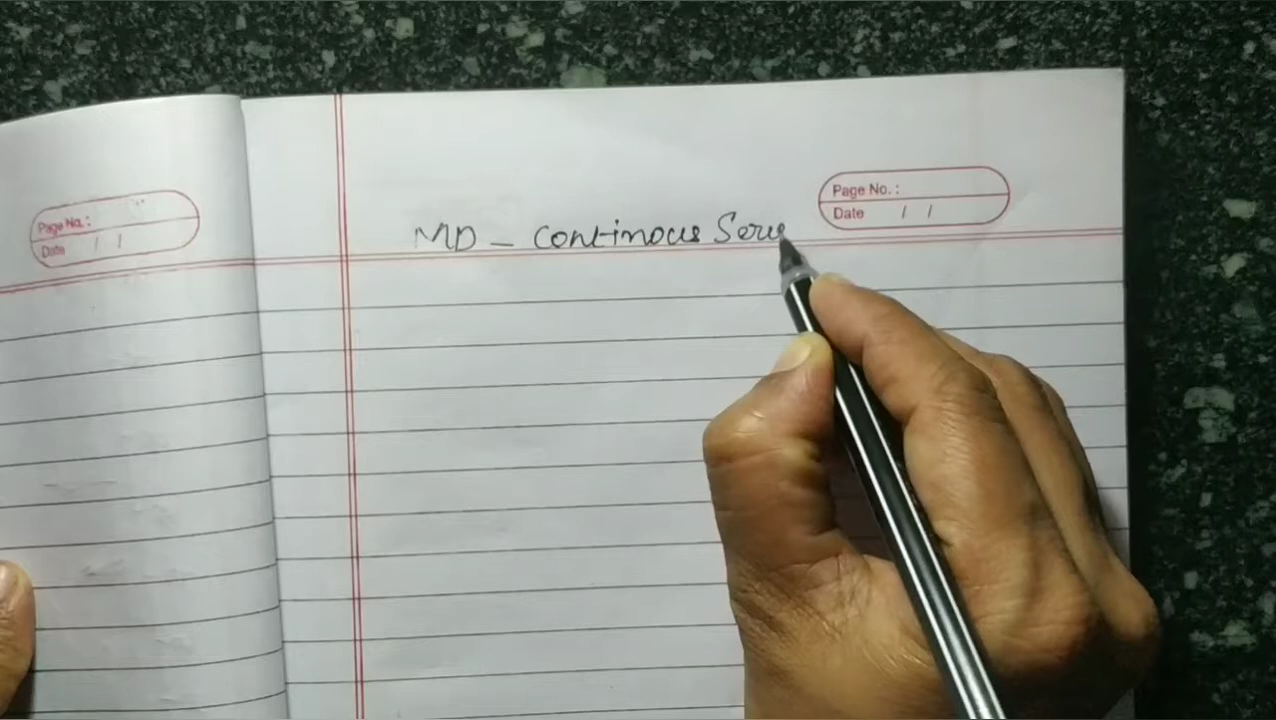 Page No. :
Date / /
Page No. :
Date / /
MD - Continous Serie